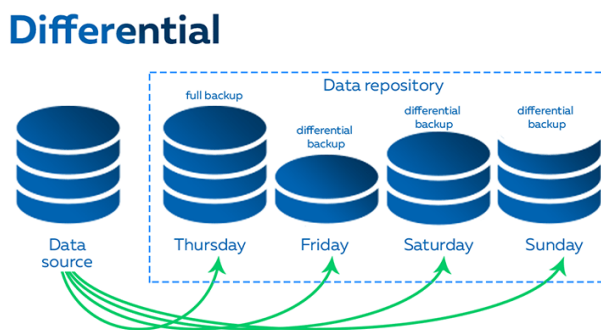 Differential
Data repository
full backup
differential
backup
differential
backup
differential
backup
Data
source
Thursday
Friday
Saturday
Sunday